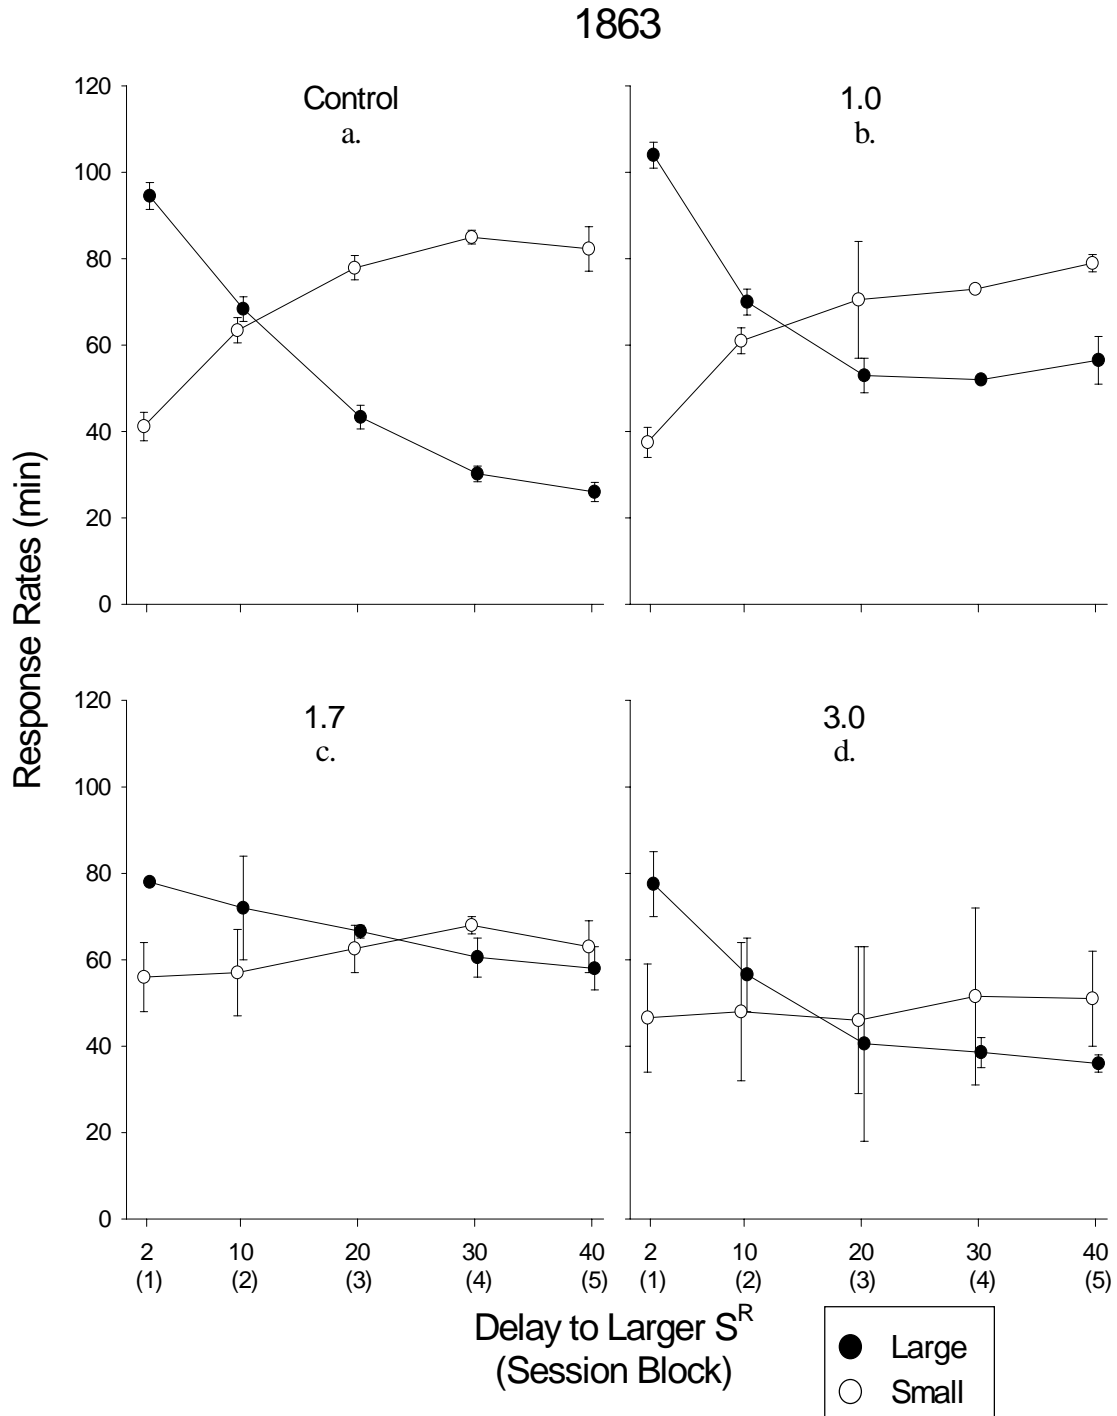 1863
Control
a.
1.0
b.
120
100
80
60
40
20
0
1.7
c.
3.0
d.
120
100
80
60
40
20
0
Response Rates (min)
2 10 20 30 40 2 10 20 30 40
(1) (2) (3) (4) (5) (1) (2) (3) (4) (5)
Delay to Larger S^R
(Session Block)
Large
Small